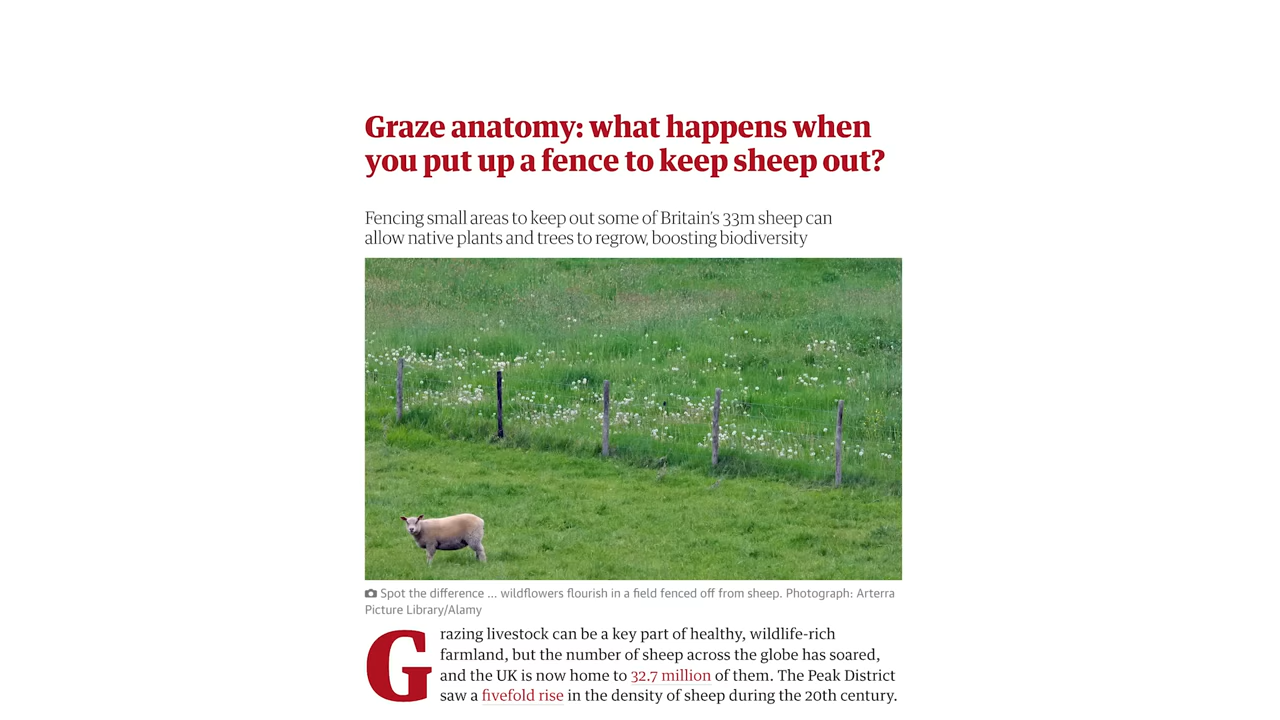 Graze anatomy: what happens when
you put up a fence to keep sheep out?
Fencing small areas to keep out some of Britain's 33m sheep can
allow native plants and trees to regrow, boosting biodiversity
Spot the difference ... wildflowers flourish in a field fenced off from sheep. Photograph: Arterra
Picture Library/Alamy
Grazing livestock can be a key part of healthy, wildlife-rich
farmland, but the number of sheep across the globe has soared,
and the UK is now home to 32.7 million of them. The Peak District
saw a fivefold rise in the density of sheep during the 20th century.